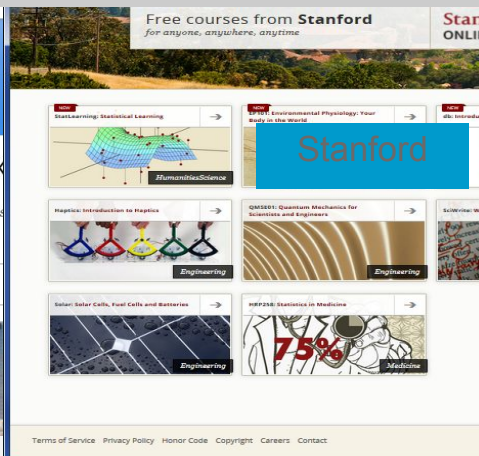 Free courses from Stanford
for anyone, anywhere, anytime
Stan
ONLI
NEW
StatLearning: Statistical Learning
HumanitiesScience
NEW
EP101: Environmental Physiology: Your
Body in the World
Stanford
NEW
db: Introdu
Haptics: Introduction to Haptics
Engineering
QMSE01: Quantum Mechanics for
Scientists and Engineers
Engineering
SciWrite: W
Solar: Solar Cells, Fuel Cells and Batteries
Engineering
HRP258: Statistics in Medicine
75%
Medicine
Terms of Service Privacy Policy Honor Code Copyright Careers Contact